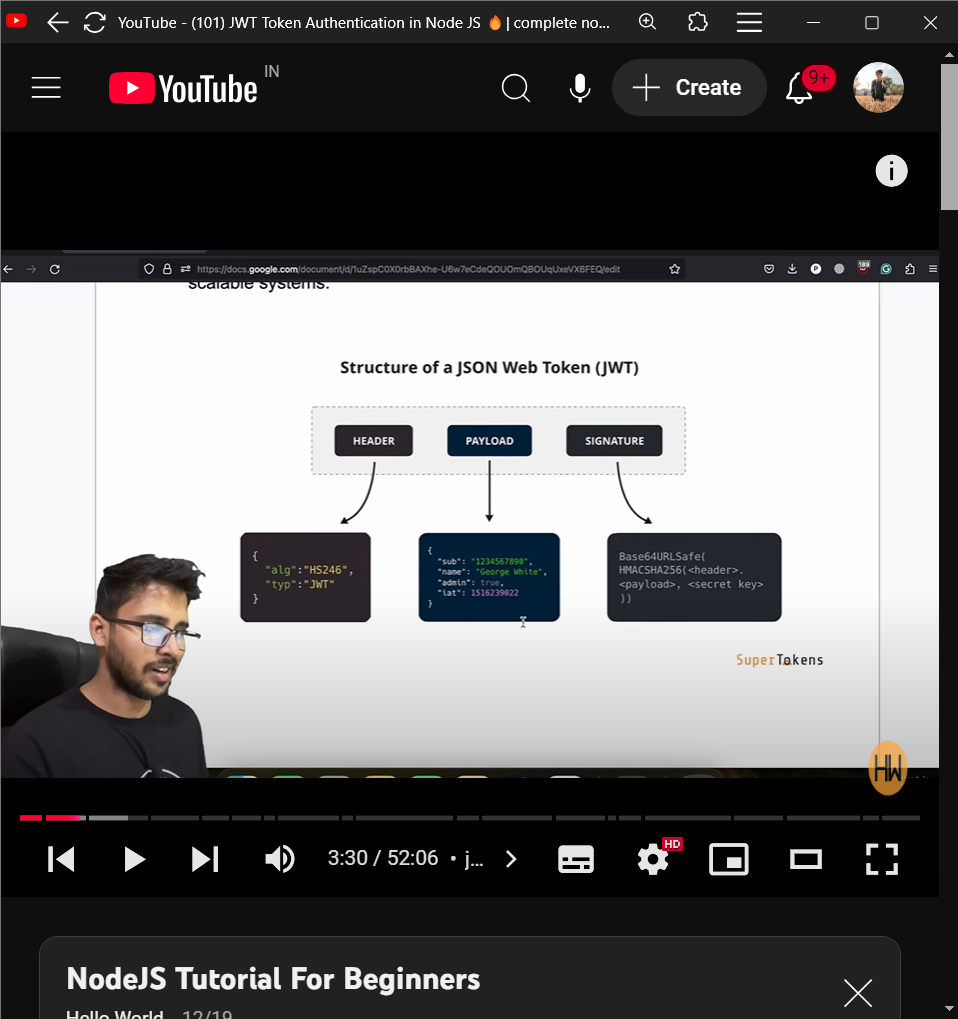 YouTube - (101) JWT Token Authentication in Node JS 🔥 | complete no...
YouTube IN
Create
9+
https://docs.google.com/document/d/1uZspC0X0rbBAXhe-U6w7eCdeQOUOmQBOUqUxeVX6FEQ/edit
189
scalable systems.
Structure of a JSON Web Token (JWT)
HEADER
PAYLOAD
SIGNATURE
{
"alg":"HS246",
"typ":"JWT"
}
{
"sub": "1234567890",
"name": "George White",
"admin": true,
"iat": 1516239022
}
Base64URLSafe(
HMACSHA256(<header>.
<payload>, <secret key>
))
SuperTokens
HW
3:30 / 52:06 • j...
HD
NodeJS Tutorial For Beginners
Hello World 12/19